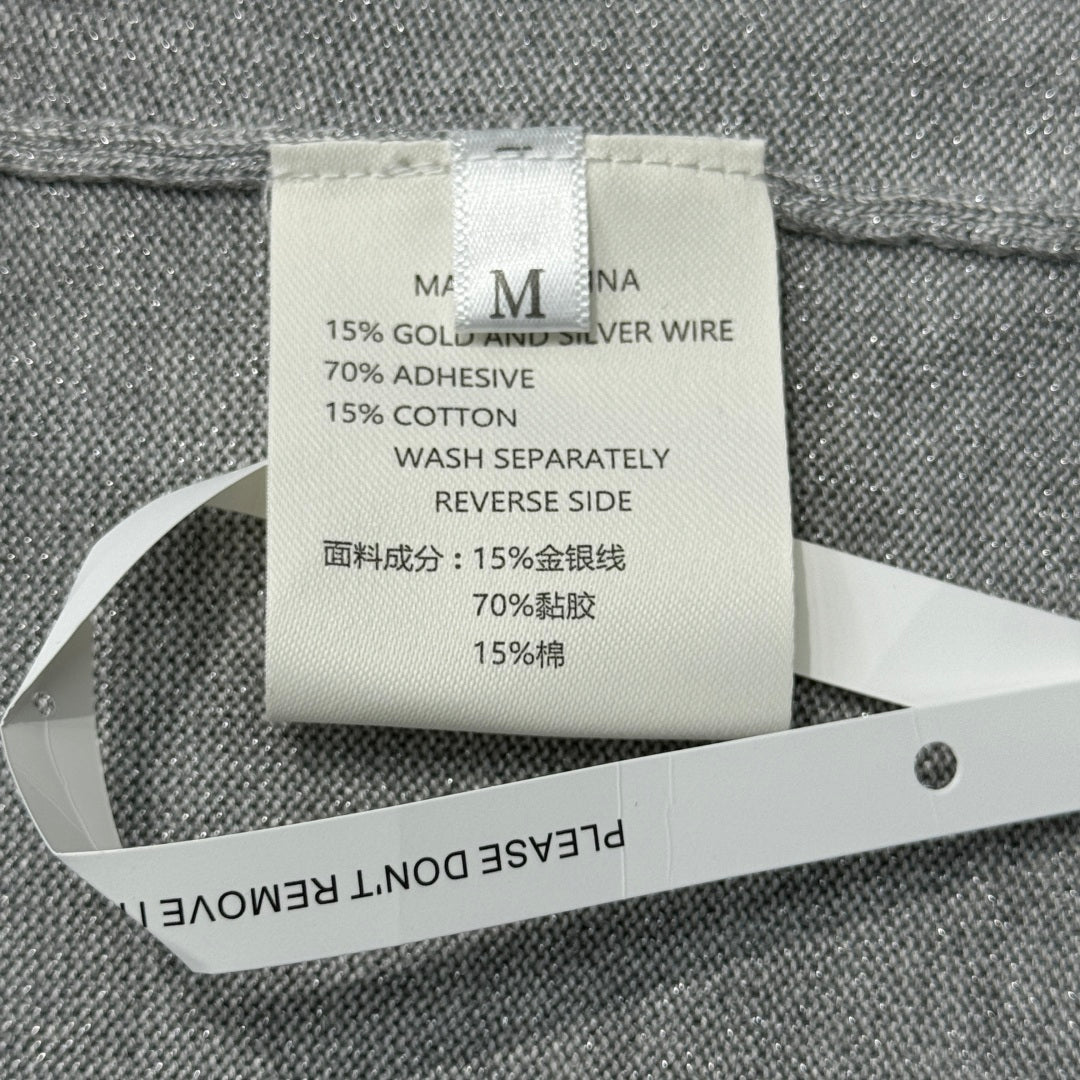 M
15% GOLD AND SILVER WIRE
70% ADHESIVE
15% COTTON
WASH SEPARATELY
REVERSE SIDE
面料成分：15%金银线
70%黏胶
15%棉
PLEASE DON'T REMOVE